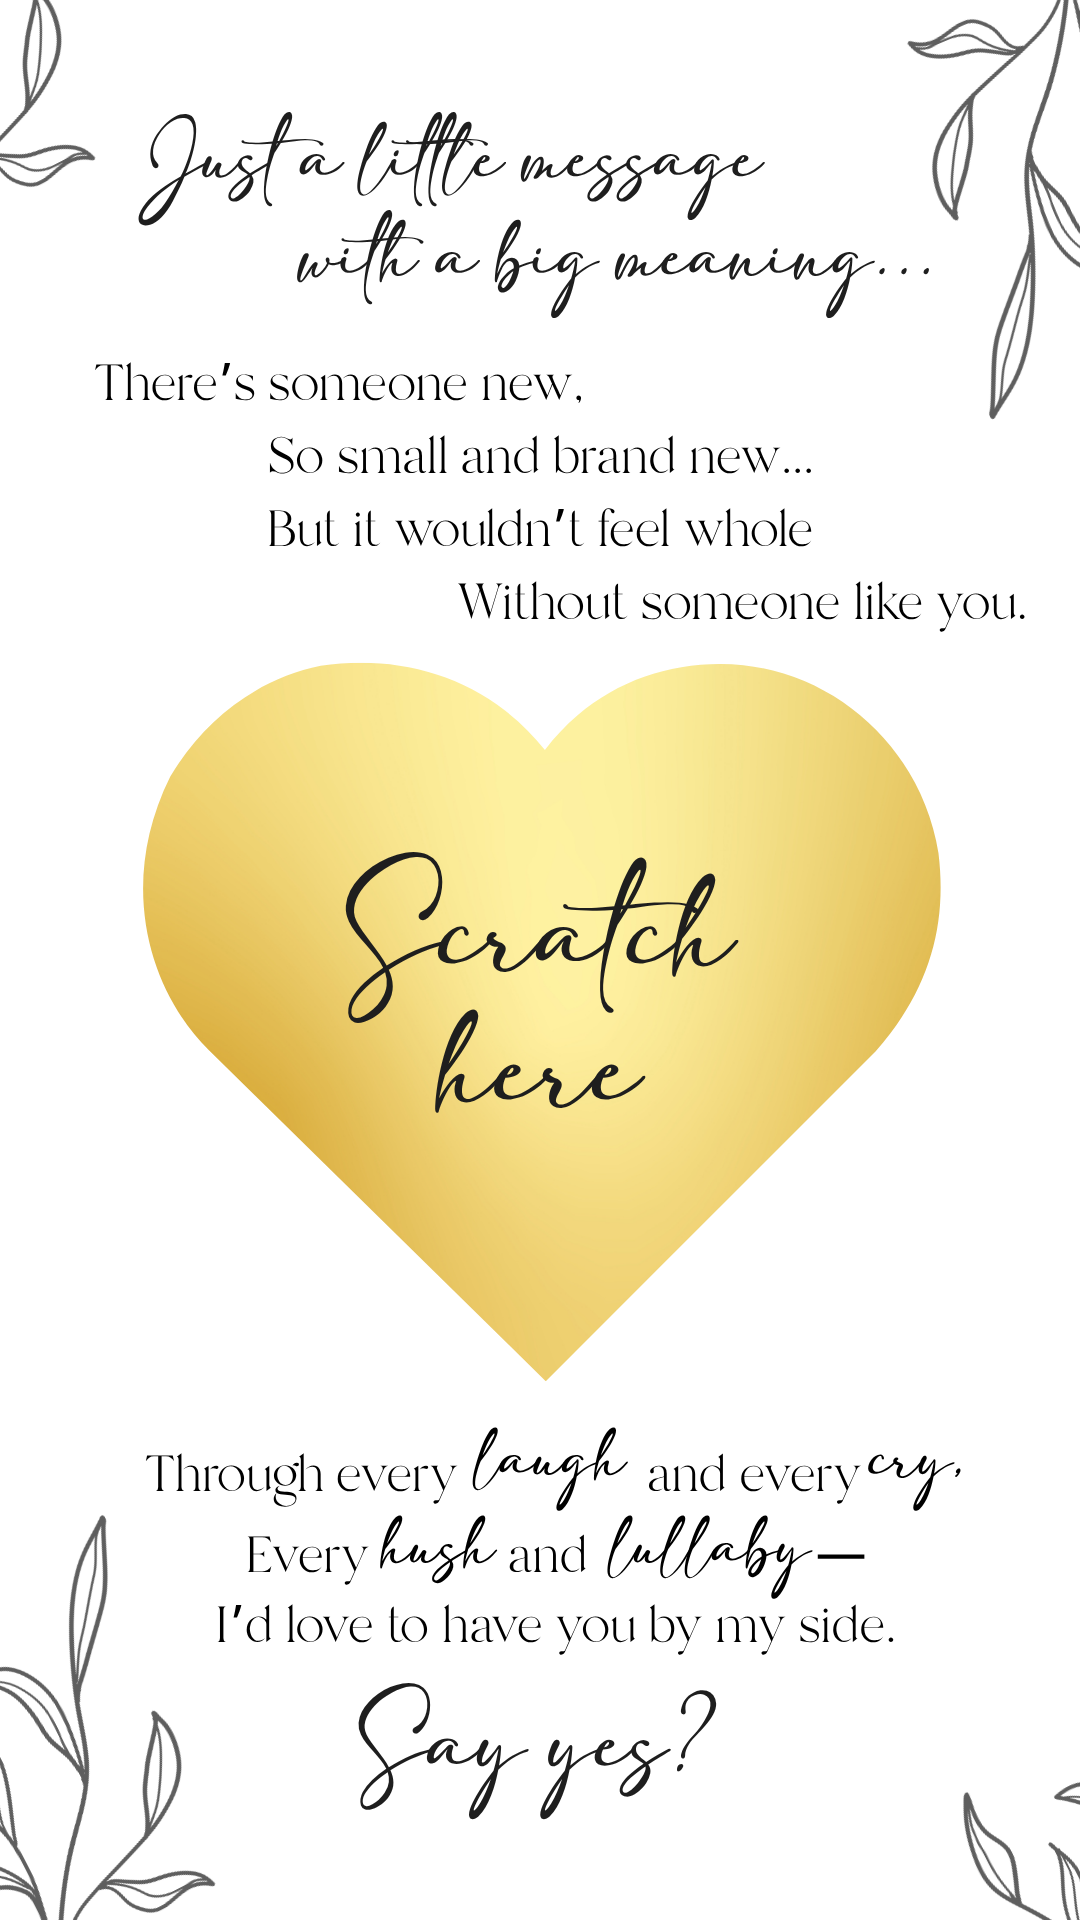 Just a little message
with a big meaning...
There's someone new,
So small and brand new...
But it wouldn't feel whole
Without someone like you.
Scratch
here
Through every laugh and every cry,
Every hush and lullaby—
I'd love to have you by my side.
Say yes?